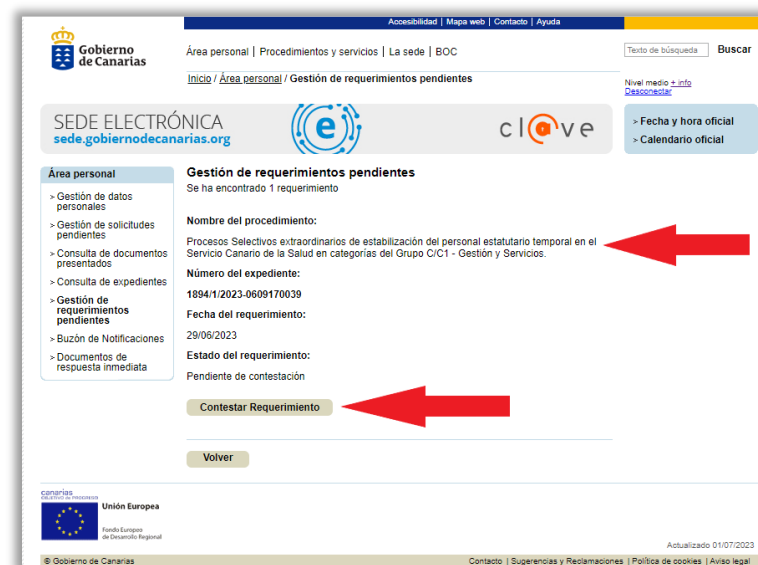 Accesibilidad | Mapa web | Contacto | Ayuda
Gobierno
de Canarias
Área personal | Procedimientos y servicios | La sede | BOC
Texto de búsqueda
Buscar
Inicio / Área personal / Gestión de requerimientos pendientes
Nivel medio + info
Desconectar
SEDE ELECTRÓNICA
sede.gobiernodecanarias.org
e
cl@ve
> Fecha y hora oficial
> Calendario oficial
Área personal
> Gestión de datos
personales
> Gestión de solicitudes
pendientes
> Consulta de documentos
presentados
> Consulta de expedientes
> Gestión de
requerimientos
pendientes
> Buzón de Notificaciones
> Documentos de
respuesta inmediata
Gestión de requerimientos pendientes
Se ha encontrado 1 requerimiento
Nombre del procedimiento:
Procesos Selectivos extraordinarios de estabilización del personal estatutario temporal en el
Servicio Canario de la Salud en categorías del Grupo C/C1 - Gestión y Servicios.
Número del expediente:
1894/1/2023-0609170039
Fecha del requerimiento:
29/06/2023
Estado del requerimiento:
Pendiente de contestación
Contestar Requerimiento
Volver
canarias
OBJETIVO DE PROGRESO
Unión Europea
Fondo Europeo
de Desarrollo Regional
Actualizado 01/07/2023
© Gobierno de Canarias
Contacto | Sugerencias y Reclamaciones | Política de cookies | Aviso legal